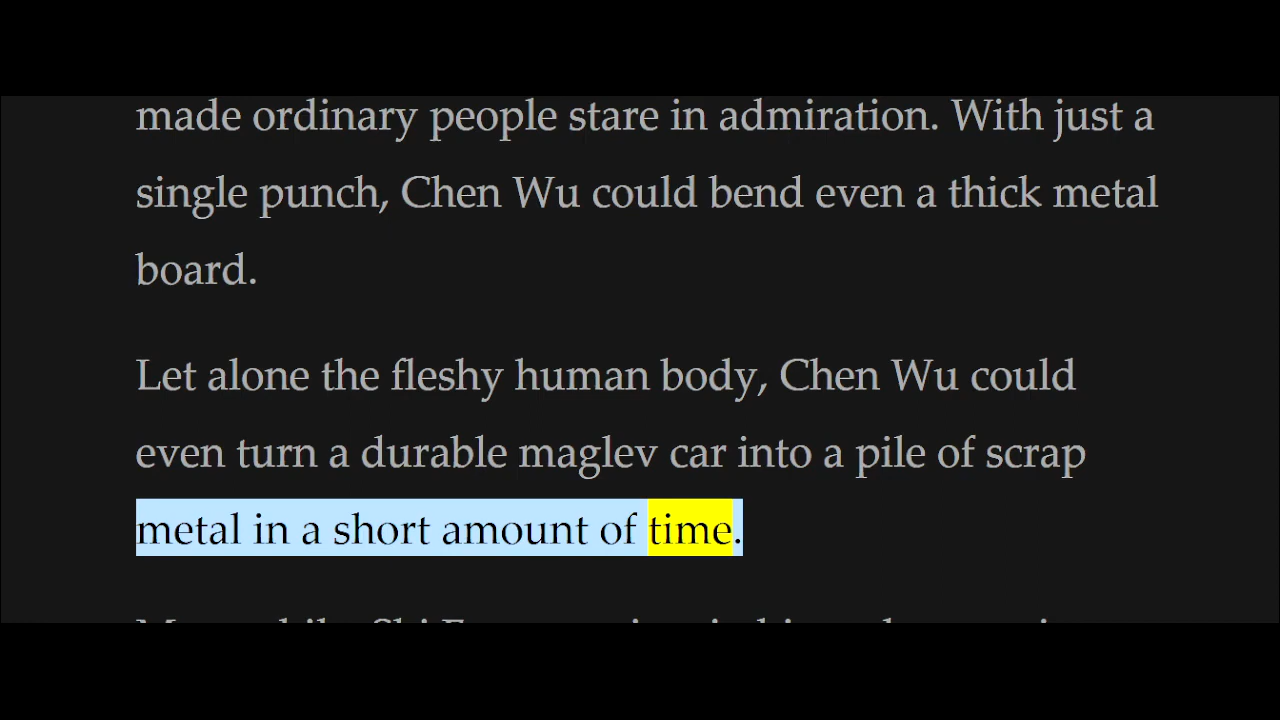 made ordinary people stare in admiration. With just a
single punch, Chen Wu could bend even a thick metal
board.
Let alone the fleshy human body, Chen Wu could
even turn a durable maglev car into a pile of scrap
metal in a short amount of time.